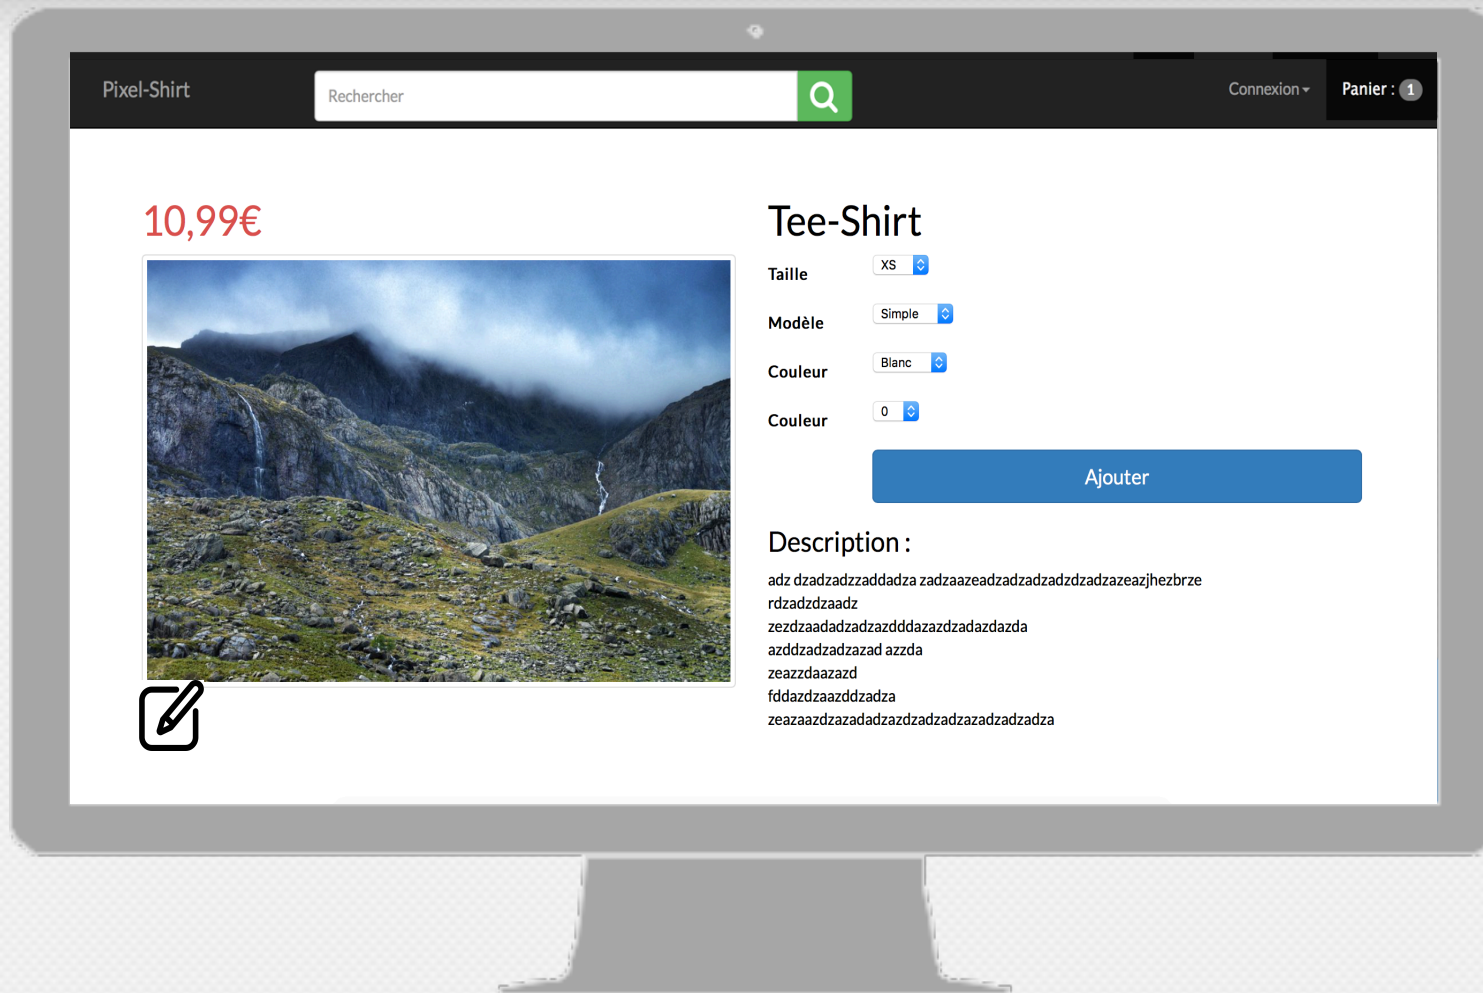 Pixel-Shirt
Rechercher
Connexion
Panier : 1
10,99€
Tee-Shirt
Taille XS
Modèle Simple
Couleur Blanc
Couleur 0
Ajouter
Description :
adz dzadzadzzaddadza zadzaazeadzadzadzadzdzadzazeazjhezbrze
rdzadzdzaadz
zezdzaadadzadzazdddazazdzadazdazda
azddzadzadzazad azzda
zeazzdaazazd
fddazdzaazddzadza
zeazaazdzazadadzazdzadzadzazadzadzadza